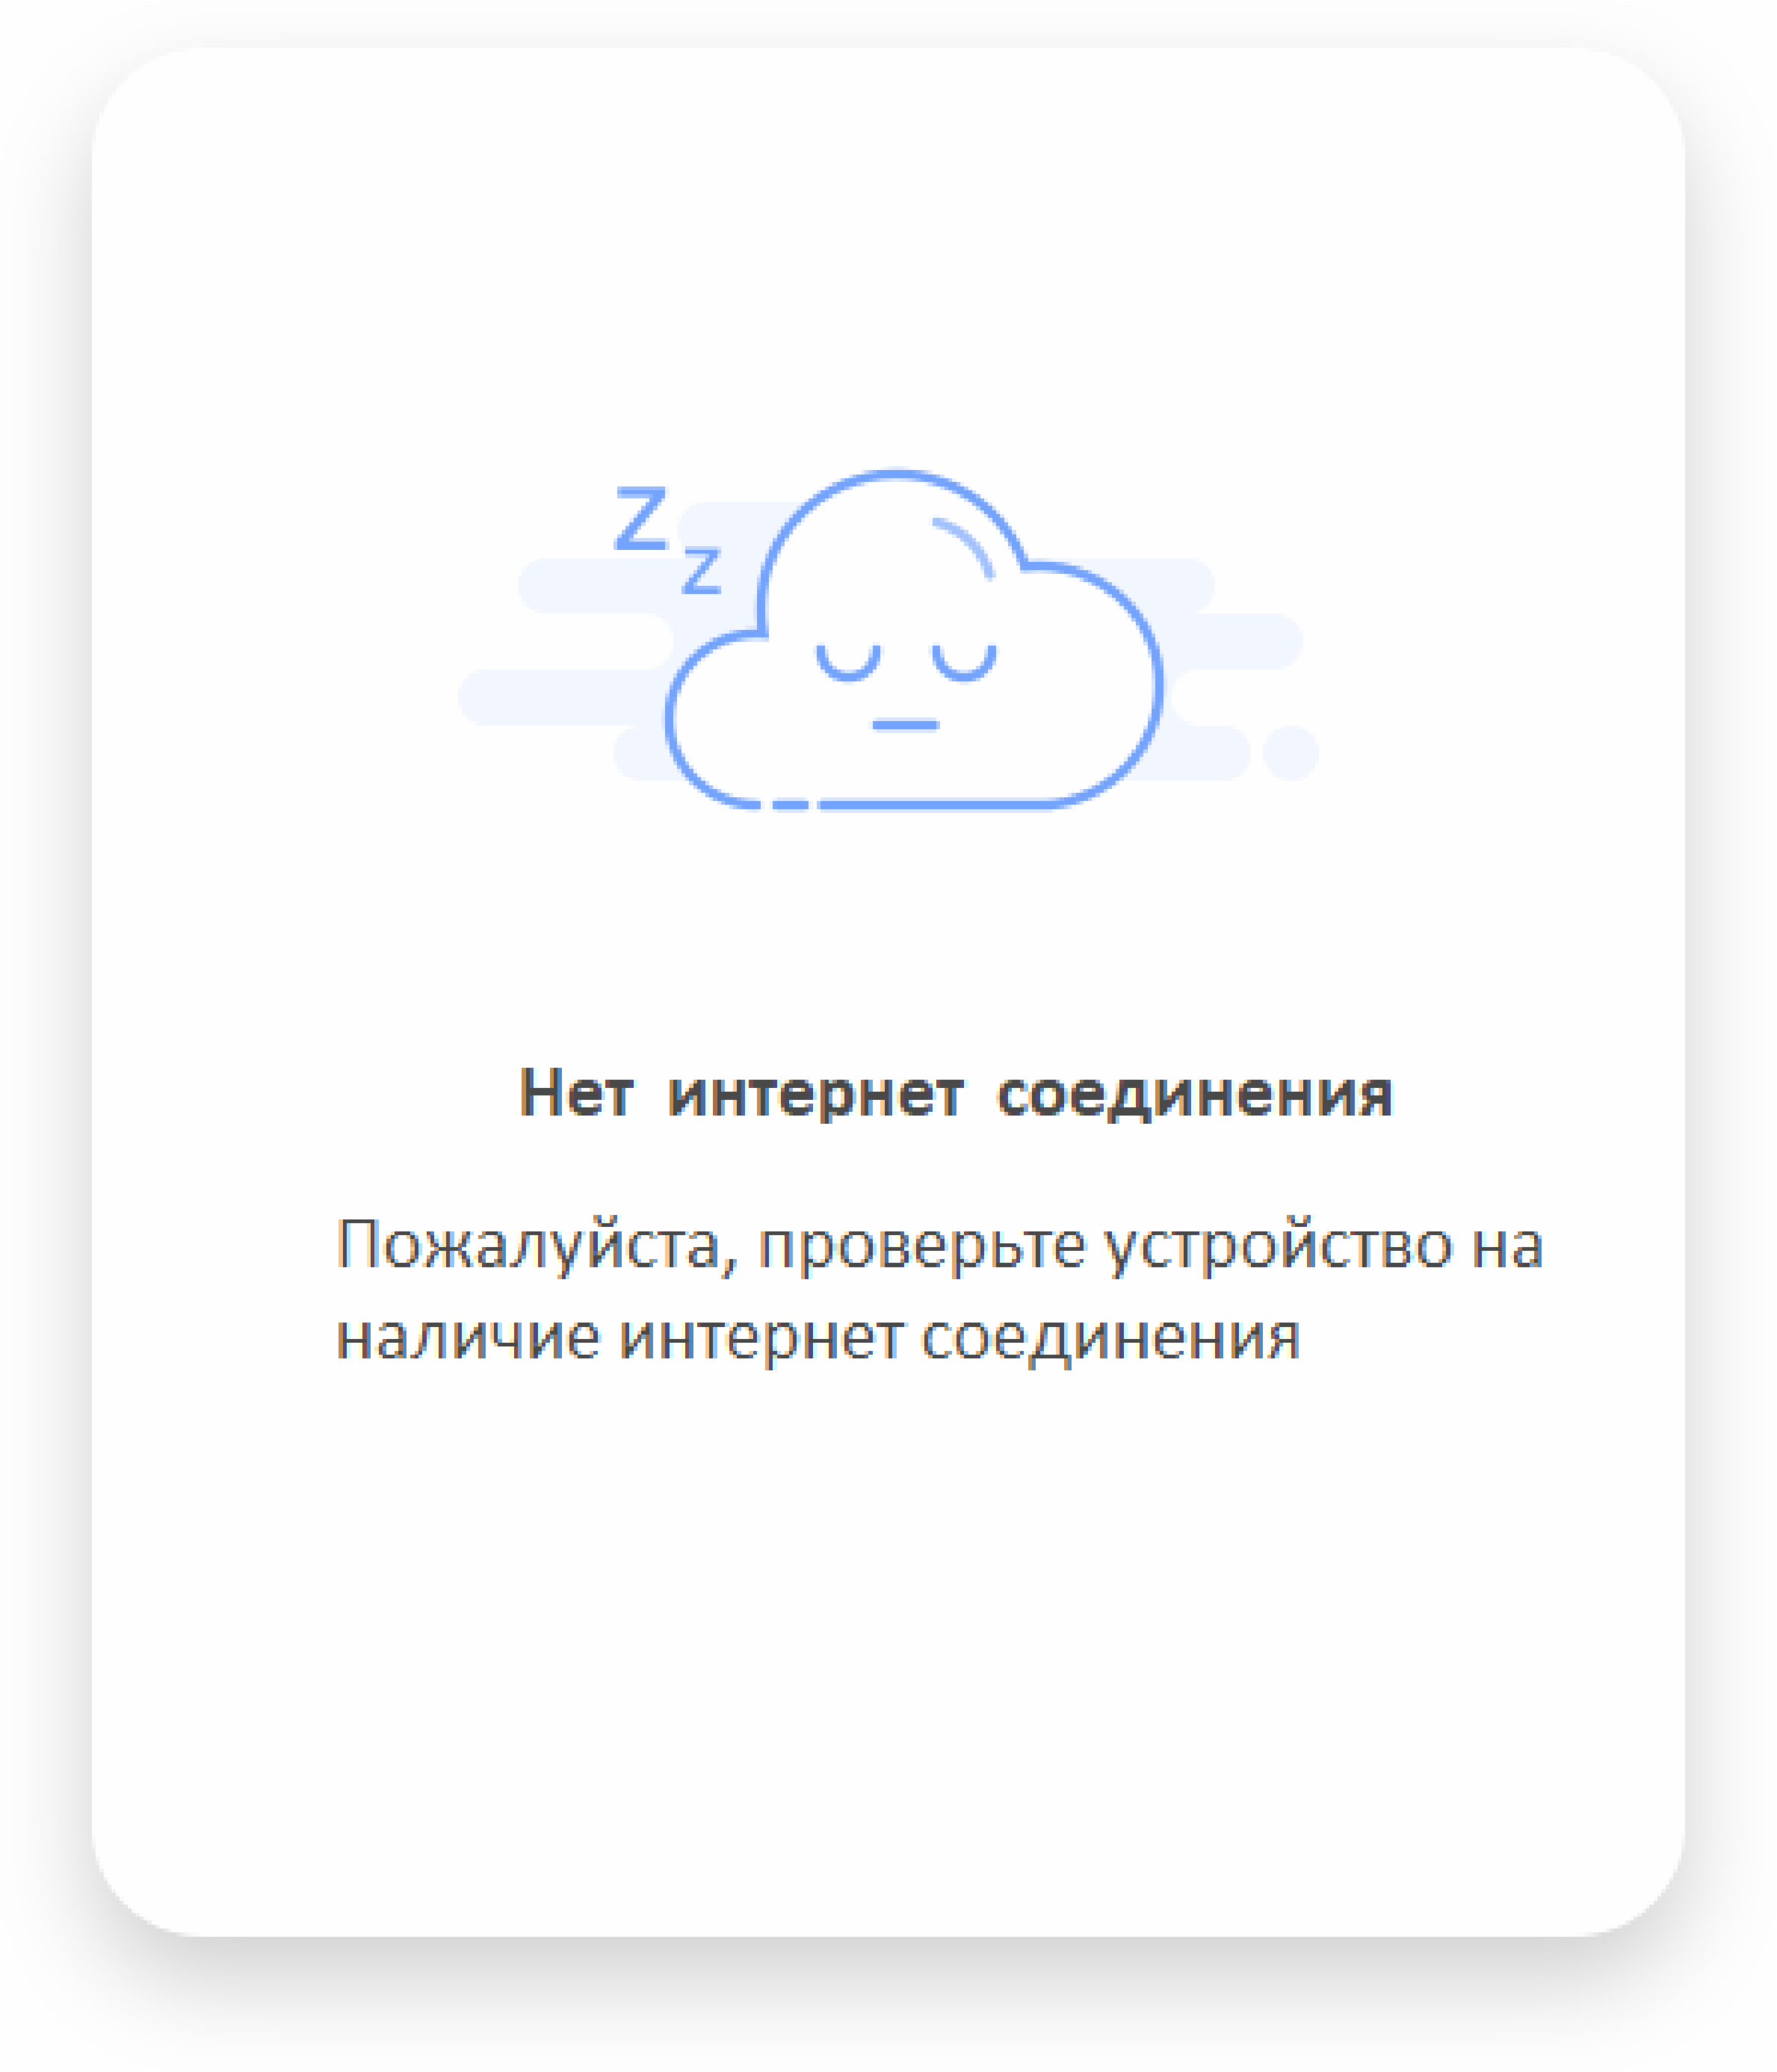 Z
Z
Нет интернет соединения
Пожалуйста, проверьте устройство на
наличие интернет соединения